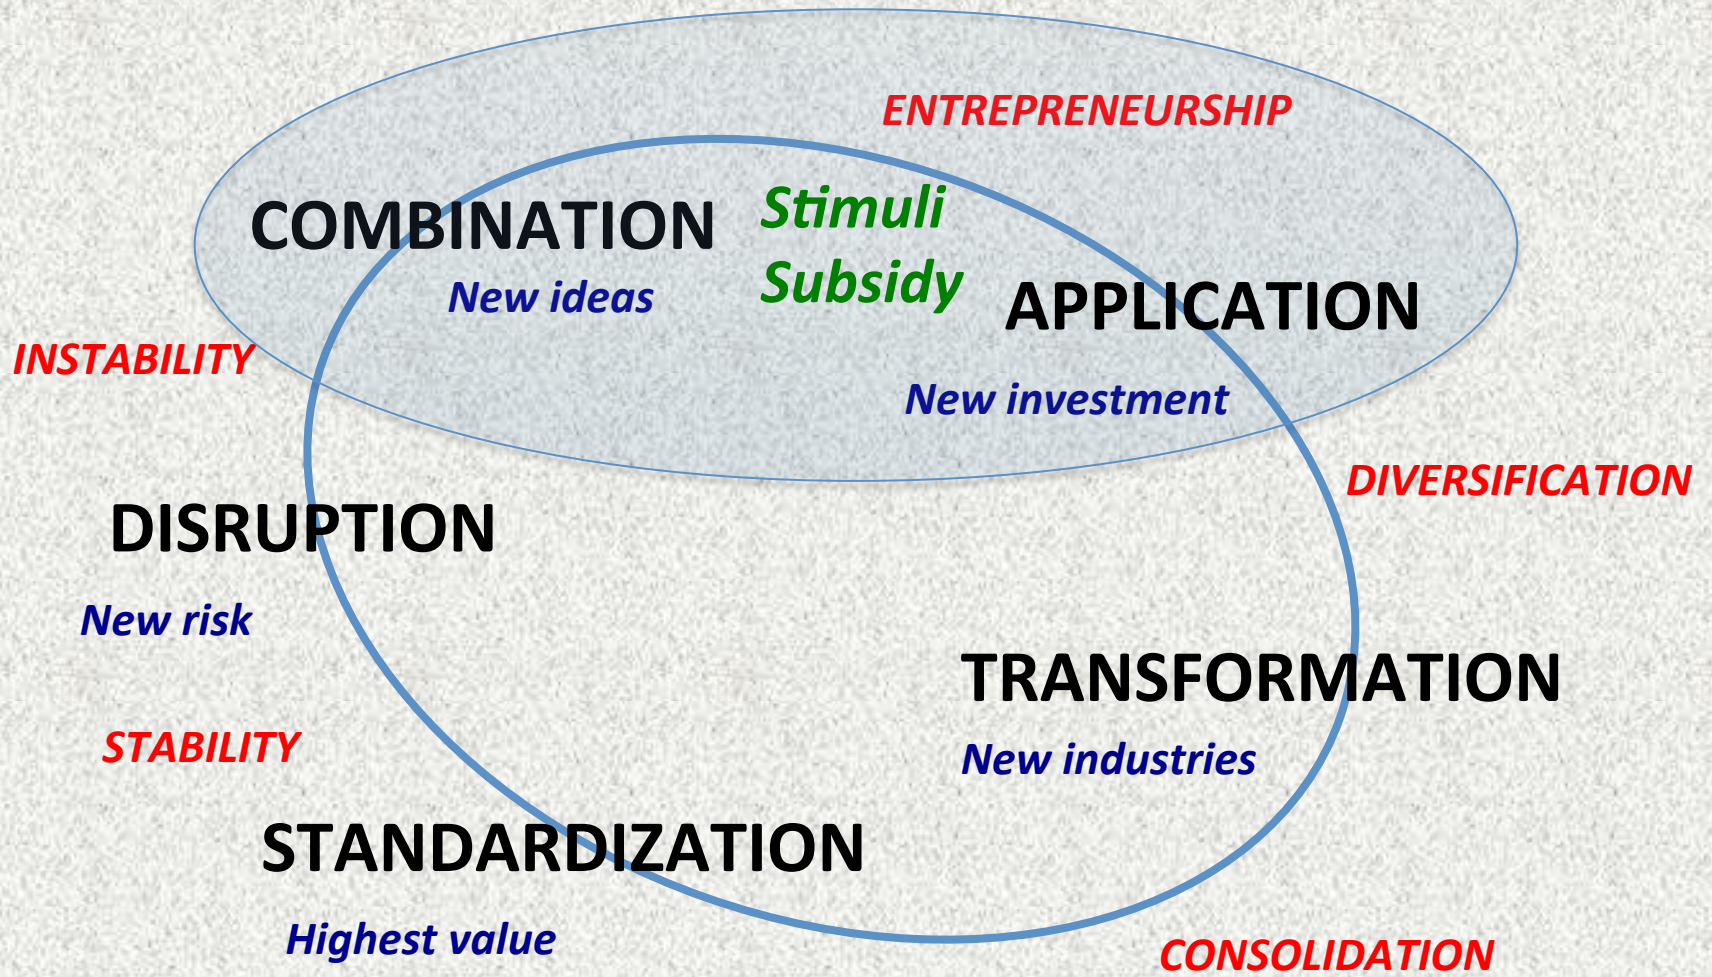 ENTREPRENEURSHIP
COMBINATION
Stimuli
Subsidy
New ideas
APPLICATION
INSTABILITY
New investment
DIVERSIFICATION
DISRUPTION
New risk
TRANSFORMATION
STABILITY
New industries
STANDARDIZATION
Highest value
CONSOLIDATION